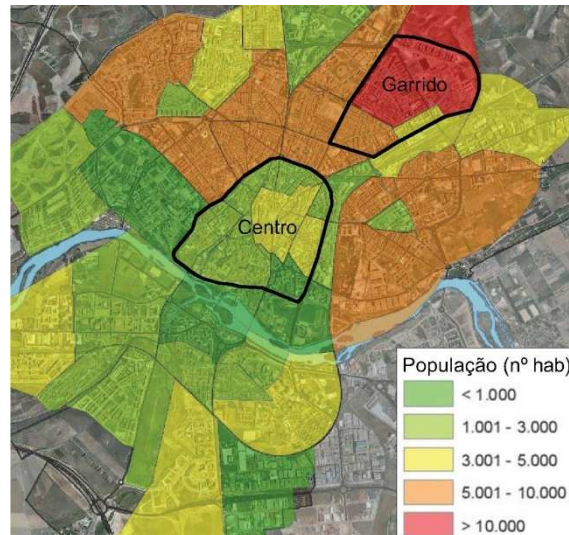 Garrido
Centro
População (nº hab)
< 1.000
1.001 - 3.000
3.001 - 5.000
5.001 - 10.000
> 10.000